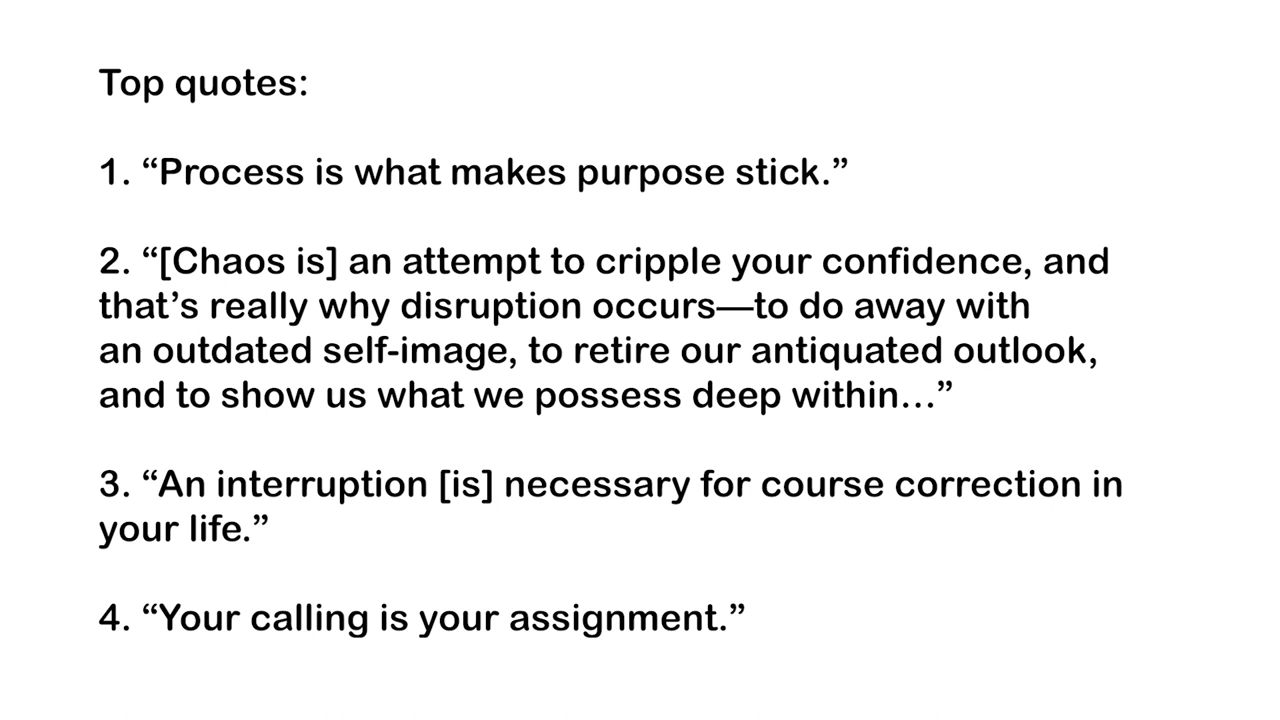 Top quotes:
1. “Process is what makes purpose stick.”
2. “[Chaos is] an attempt to cripple your confidence, and
that’s really why disruption occurs—to do away with
an outdated self-image, to retire our antiquated outlook,
and to show us what we possess deep within…”
3. “An interruption [is] necessary for course correction in
your life.”
4. “Your calling is your assignment.”